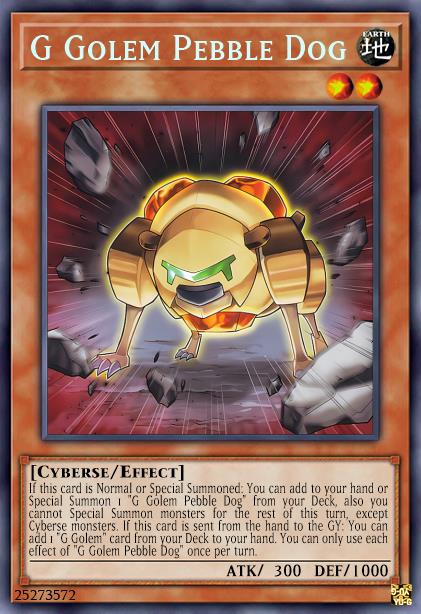 G Golem Pebble Dog
EARTH
地
[Cyberse/Effect]
If this card is Normal or Special Summoned: You can add to your hand or
Special Summon 1 "G Golem Pebble Dog" from your Deck, also you
cannot Special Summon monsters for the rest of this turn, except
Cyberse monsters. If this card is sent from the hand to the GY: You can
add 1 "G Golem" card from your Deck to your hand. You can only use each
effect of "G Golem Pebble Dog" once per turn.
ATK/ 300 DEF/1000
25273572